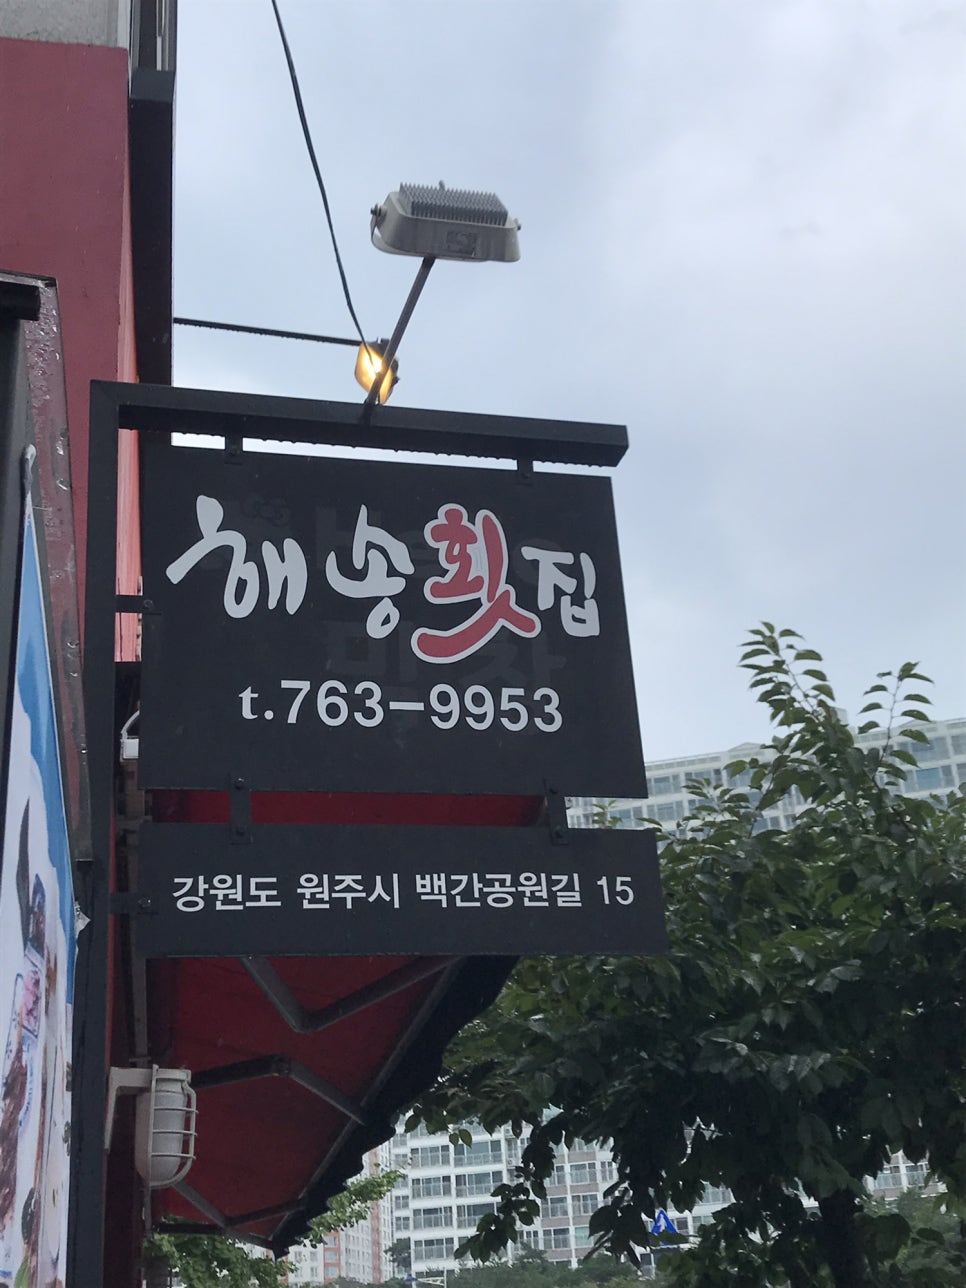 해송횟집
t.763-9953
강원도 원주시 백간공원길 15